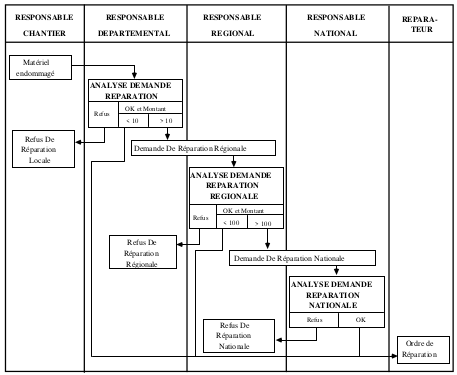 RESPONSABLE
CHANTIER
RESPONSABLE
DEPARTEMENTAL
RESPONSABLE
REGIONAL
RESPONSABLE
NATIONAL
REPARA-
TEUR
Matériel
endommagé
ANALYSE DEMANDE
REPARATION
Refus
OK et Montant
< 10
> 10
Refus De
Réparation
Locale
Demande De Réparation Régionale
ANALYSE DEMANDE
REPARATION
REGIONALE
Refus
OK et Montant
< 100
> 100
Refus De
Réparation
Régionale
Demande De Réparation Nationale
ANALYSE DEMANDE
REPARATION
NATIONALE
Refus
OK
Refus De
Réparation
Nationale
Ordre de
Réparation